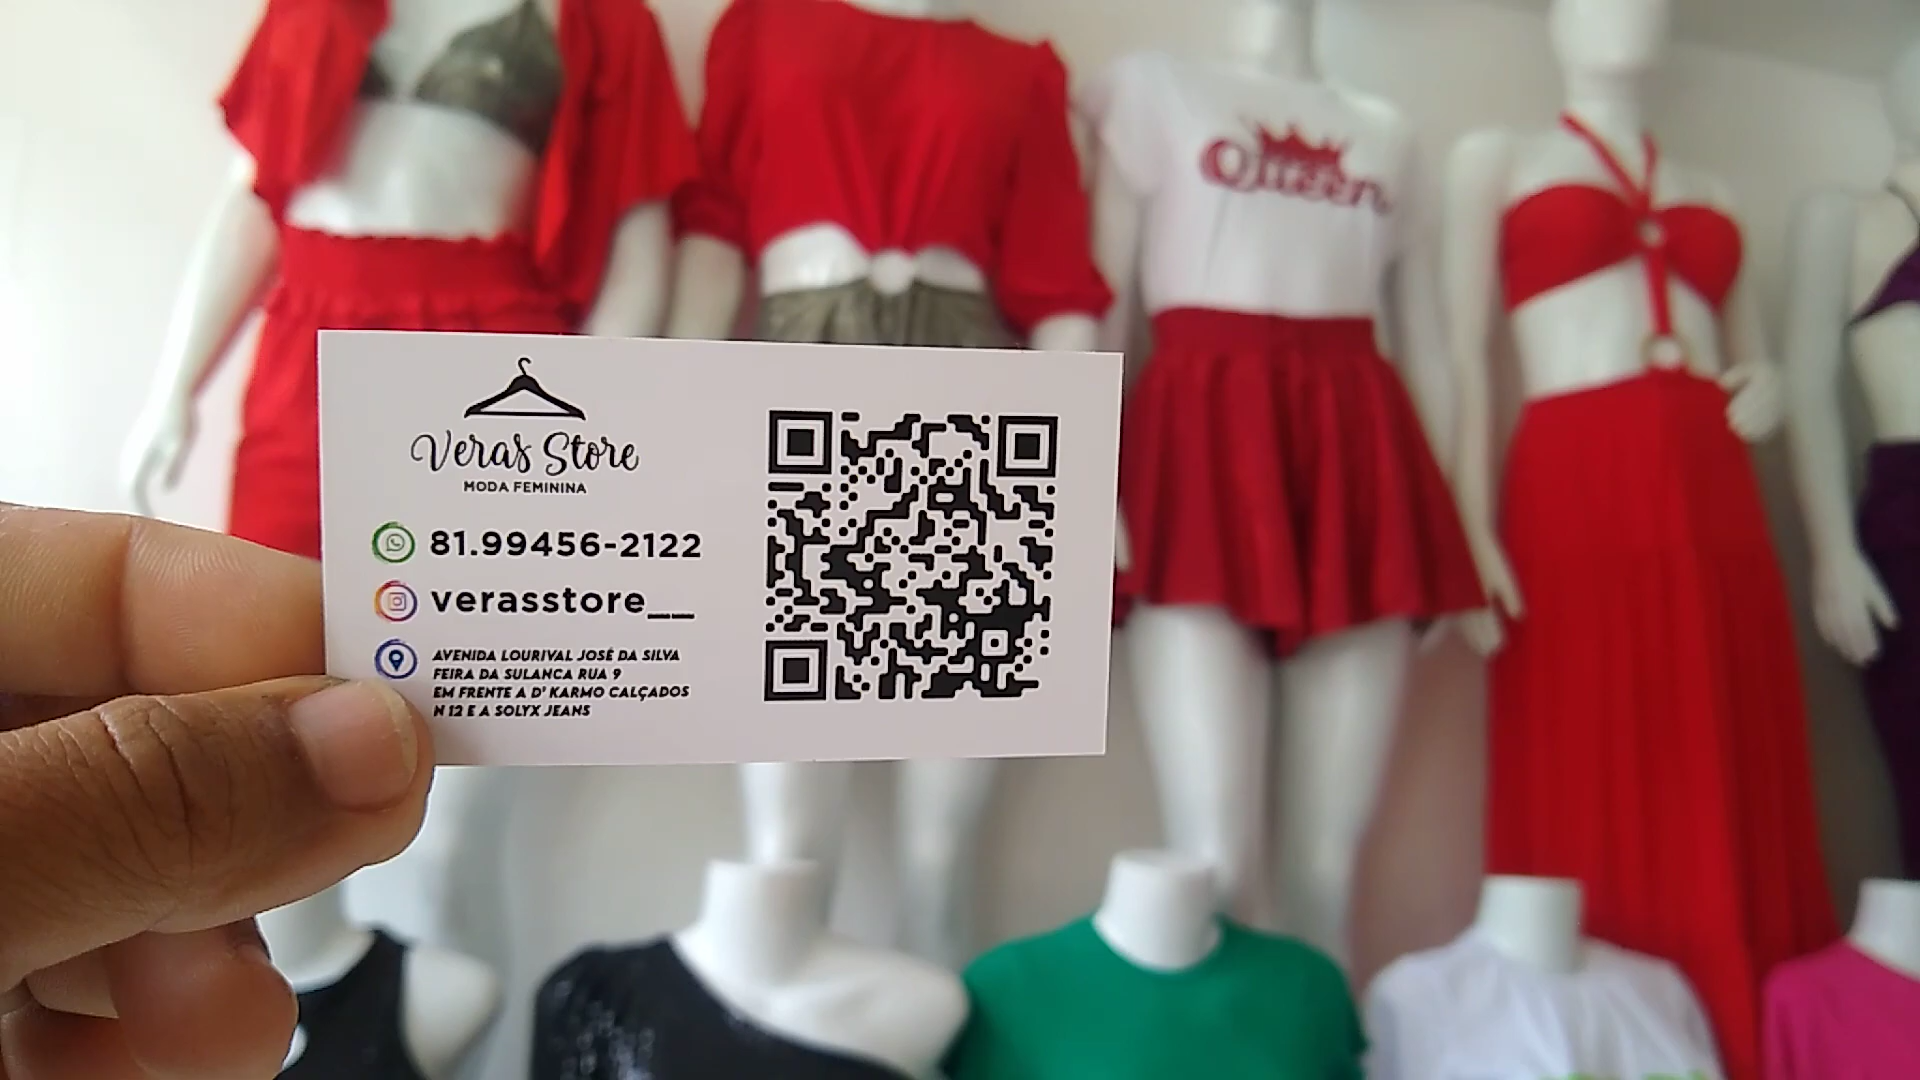 Queen
Veras Store
MODA FEMININA
81.99456-2122
verasstore__
AVENIDA LOURIVAL JOSÉ DA SILVA
FEIRA DA SULANCA RUA 9
EM FRENTE A D' KARMO CALÇADOS
N 12 E A SOLYX JEANS